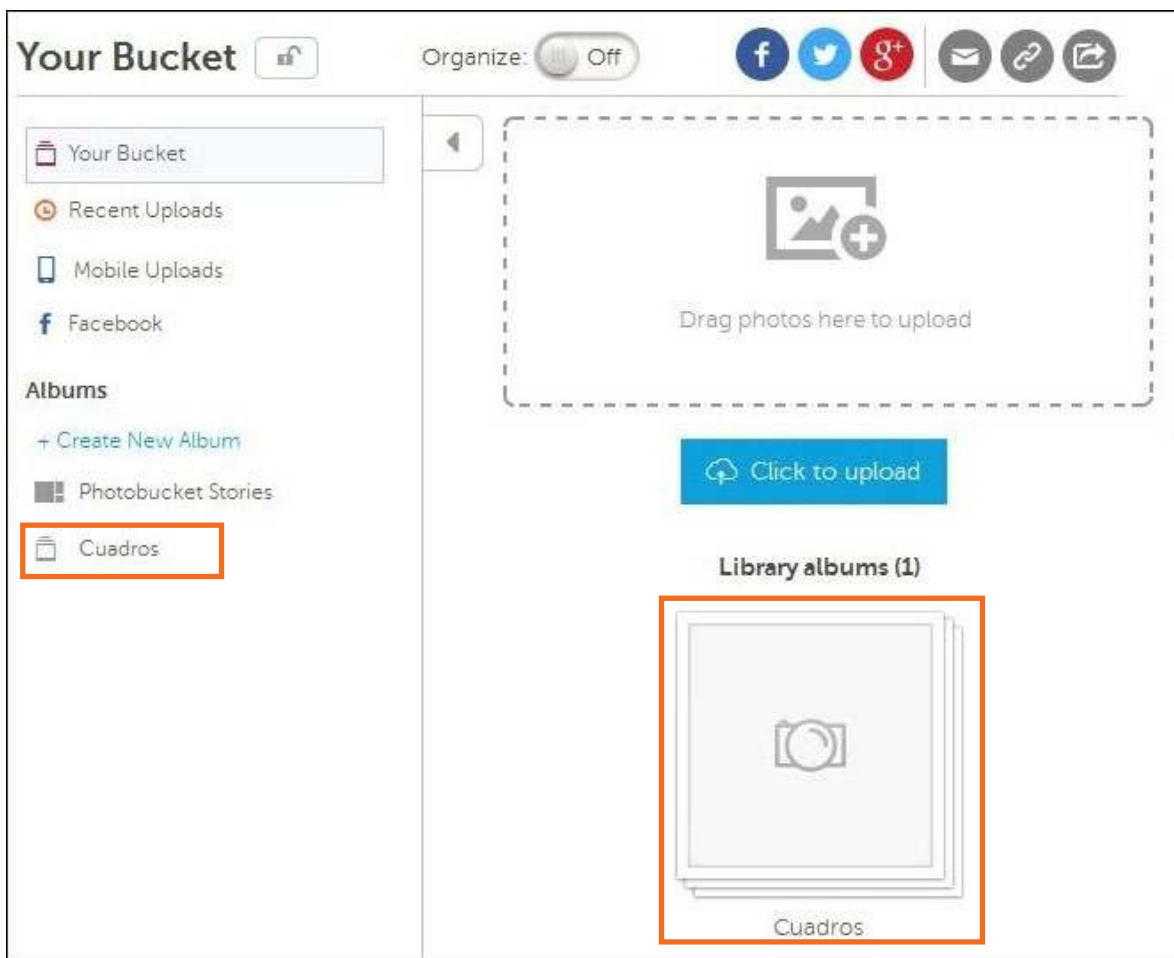 Your Bucket
Organize: Off
f
g+
Your Bucket
Recent Uploads
Mobile Uploads
f Facebook
Albums
+ Create New Album
Photobucket Stories
Cuadros
Drag photos here to upload
Click to upload
Library albums (1)
Cuadros